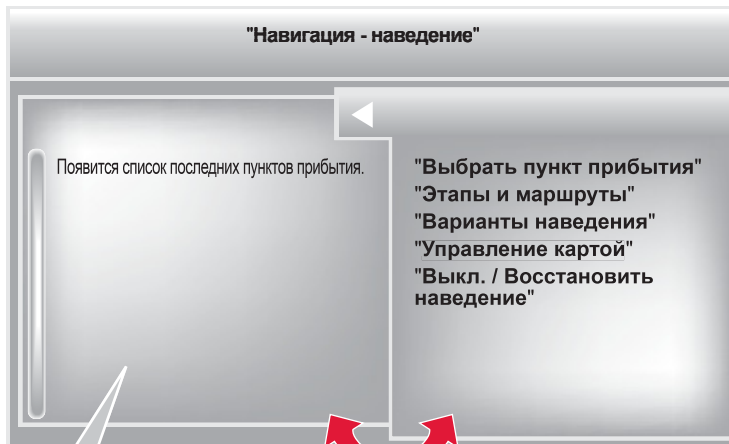 "Навигация - наведение"
Появится список последних пунктов прибытия.
"Выбрать пункт прибытия"
"Этапы и маршруты"
"Варианты наведения"
"Управление картой"
"Выкл. / Восстановить
наведение"